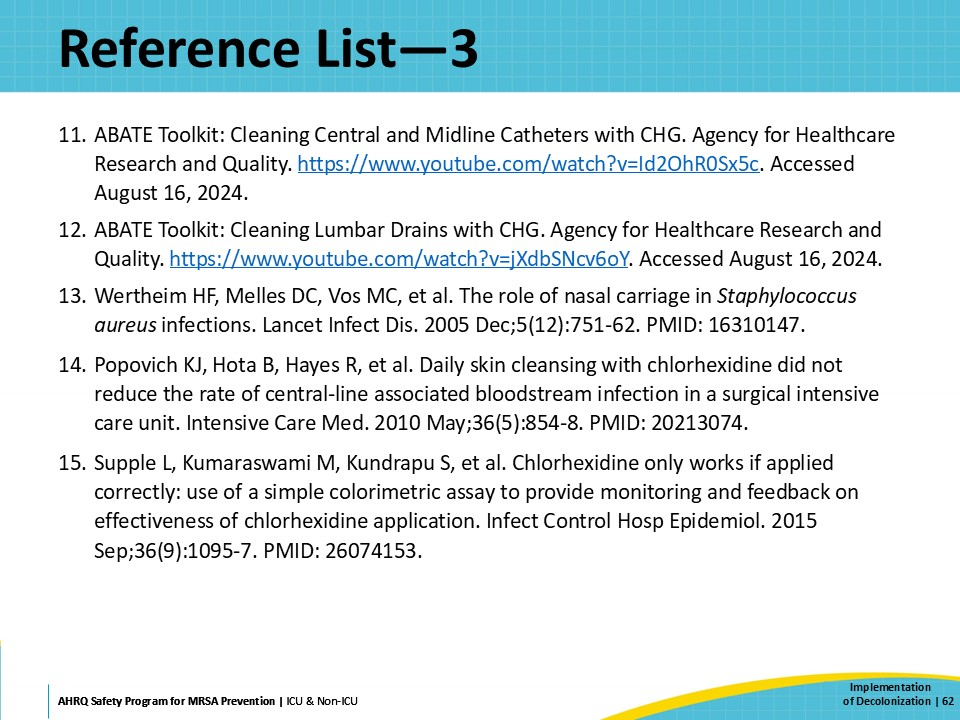 Reference List—3
11. ABATE Toolkit: Cleaning Central and Midline Catheters with CHG. Agency for Healthcare
Research and Quality. https://www.youtube.com/watch?v=Id2OhR0Sx5c. Accessed
August 16, 2024.
12. ABATE Toolkit: Cleaning Lumbar Drains with CHG. Agency for Healthcare Research and
Quality. https://www.youtube.com/watch?v=jXdbSNcv6oY. Accessed August 16, 2024.
13. Wertheim HF, Melles DC, Vos MC, et al. The role of nasal carriage in Staphylococcus
aureus infections. Lancet Infect Dis. 2005 Dec;5(12):751-62. PMID: 16310147.
14. Popovich KJ, Hota B, Hayes R, et al. Daily skin cleansing with chlorhexidine did not
reduce the rate of central-line associated bloodstream infection in a surgical intensive
care unit. Intensive Care Med. 2010 May;36(5):854-8. PMID: 20213074.
15. Supple L, Kumaraswami M, Kundrapu S, et al. Chlorhexidine only works if applied
correctly: use of a simple colorimetric assay to provide monitoring and feedback on
effectiveness of chlorhexidine application. Infect Control Hosp Epidemiol. 2015
Sep;36(9):1095-7. PMID: 26074153.
AHRQ Safety Program for MRSA Prevention | ICU & Non-ICU
Implementation
of Decolonization | 62